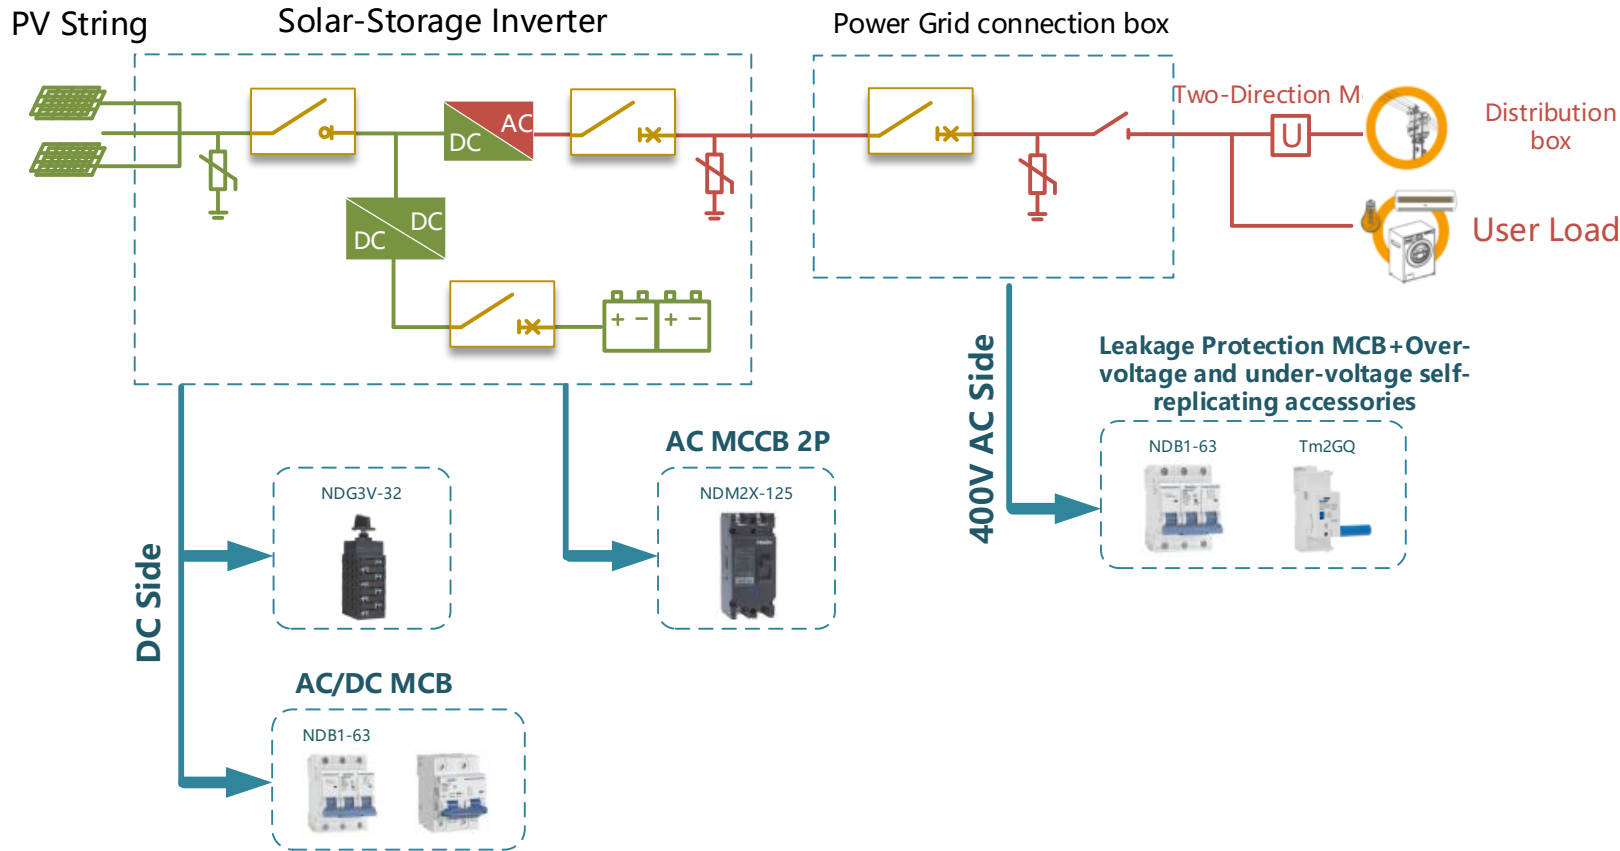 PV String
Solar-Storage Inverter
Power Grid connection box
DC
AC
Two-Direction M
U
Distribution
box
DC
DC
User Load
+ − + −
DC Side
400V AC Side
Leakage Protection MCB+Over-
voltage and under-voltage self-
replicating accessories
NDB1-63
Tm2GQ
AC MCCB 2P
NDM2X-125
NDG3V-32
AC/DC MCB
NDB1-63